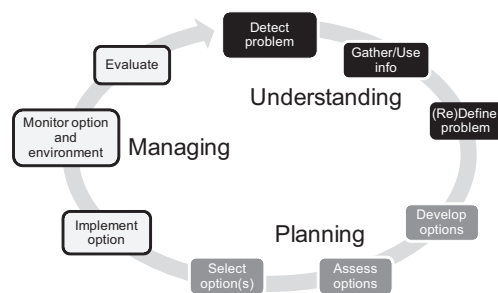 Detect
problem
Gather/Use
info
(Re)Define
problem
Understanding
Develop
options
Assess
options
Select
option(s)
Planning
Implement
option
Monitor option
and
environment
Evaluate
Managing